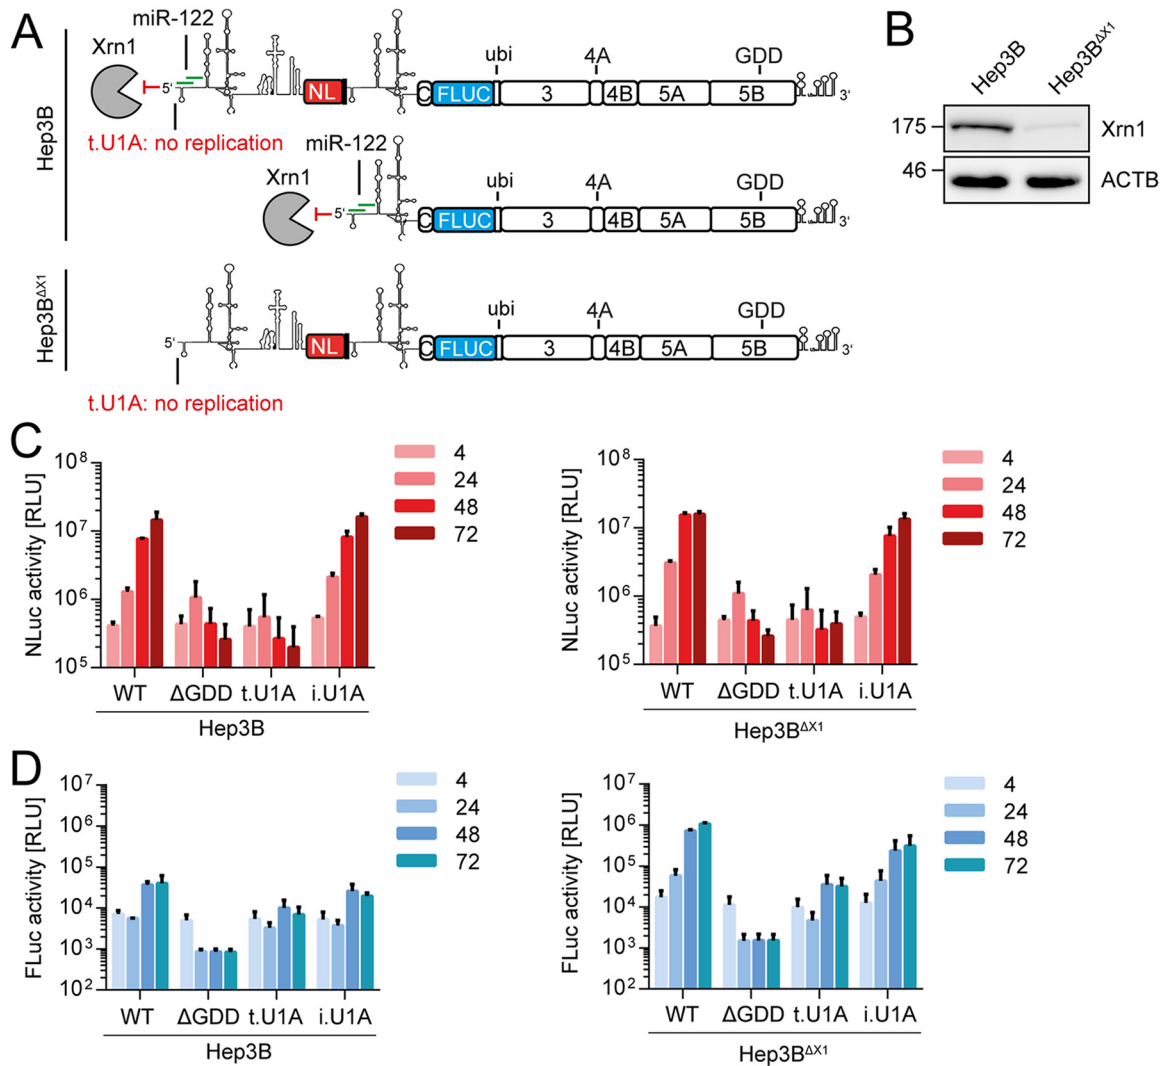 A
B
miR-122
Xrn1
5‘
NL
C
FLUC
ubi
3
4A
4B
5A
GDD
5B
3‘
t.U1A: no replication
Hep3B
miR-122
Xrn1
5‘
C
FLUC
ubi
3
4A
4B
5A
GDD
5B
3‘
Hep3BΔX1
5‘
NL
C
FLUC
ubi
3
4A
4B
5A
GDD
5B
3‘
t.U1A: no replication
Hep3B
Hep3BΔX1
175
Xrn1
46
ACTB
C
NLuc activity [RLU]
10⁸
10⁷
10⁶
10⁵
WT ΔGDD t.U1A i.U1A
Hep3B
4
24
48
72
NLuc activity [RLU]
10⁸
10⁷
10⁶
10⁵
WT ΔGDD t.U1A i.U1A
Hep3BΔX1
4
24
48
72
D
FLuc activity [RLU]
10⁷
10⁶
10⁵
10⁴
10³
10²
WT ΔGDD t.U1A i.U1A
Hep3B
4
24
48
72
FLuc activity [RLU]
10⁷
10⁶
10⁵
10⁴
10³
10²
WT ΔGDD t.U1A i.U1A
Hep3BΔX1
4
24
48
72